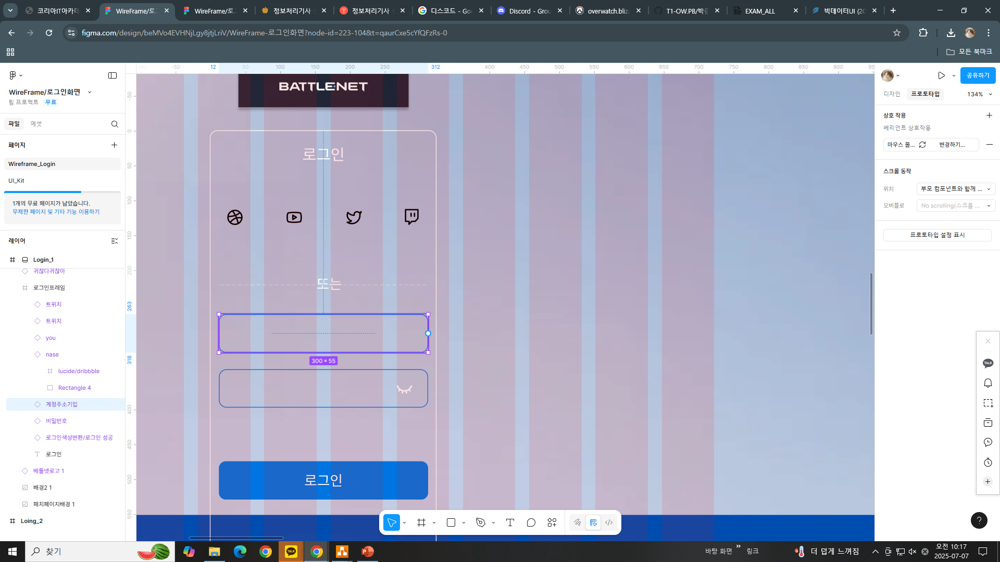 코리아IT아카데
WireFrame/로그
WireFrame/로그
정보처리기사
정보처리기사
디스코드 - Goo
Discord - Grou
overwatch.bliz
T1-OW.PB/박준
EXAM_ALL
빅데이터UI (20
figma.com/design/beMVo4EVHNjLgy8jtjLriV/WireFrame-로그인화면?node-id=223-104&t=qaurCxe5cYfQFzRs-0
모든 북마크
WireFrame/로그인화면
팀 프로젝트 무료
파일 에셋
페이지
Wireframe_Login
UI_Kit
1개의 무료 페이지가 남았습니다.
무제한 페이지 및 기타 기능 이용하기
레이어
Login_1
귀찮다귀찮아
로그인프레임
트위치
트위치
you
nase
lucide/dribbble
Rectangle 4
계정주소기입
비밀번호
로그인색상변환/로그인 성공
로그인
베틀넷로고 1
배경2 1
패치페이지배경 1
Loing_2
-50 12 50 100 150 200 250 312 400 450 500 550 600 650 700 750 800 850 900 95
-50
0
50
100
150
200
263
318
400
450
500
550
BATTLE.NET
로그인
또는
300 × 55
로그인
공유하기
디자인 프로토타입 134%
상호 작용
베리언트 상호작용
마우스 올... 변경하기...
스크롤 동작
위치 부모 컴포넌트와 함께 ...
오버플로 No scrolling(스크롤 ...
프로토타입 설정 표시
TALK
?
찾기
TALK
바탕 화면
링크
더 덥게 느껴짐
오전 10:17
2025-07-07